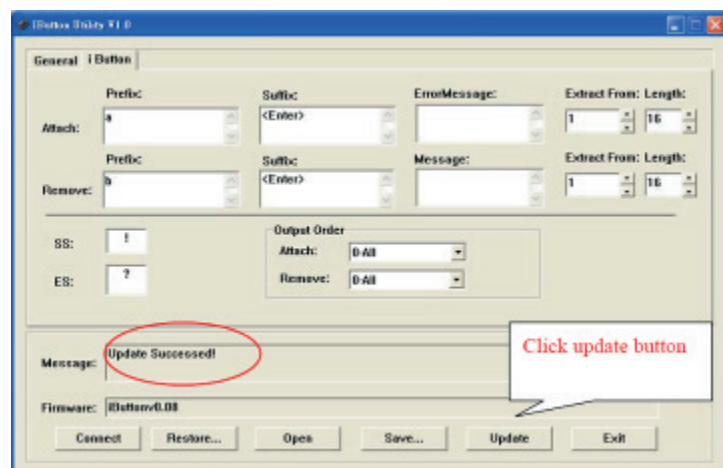 iButton Utility V1.0
General i Button
Prefix: Suffix: ErrorMessage: Extract From: Length:
Attach: a <Enter> 1 16
Prefix: Suffix: Message: Extract From: Length:
Remove: b <Enter> 1 16
SS: !
Output Order
Attach: 0-All
ES: ?
Remove: 0-All
Click update button
Message: Update Successed!
Firmware: iButtonv0.08
Connect Restore... Open Save... Update Exit